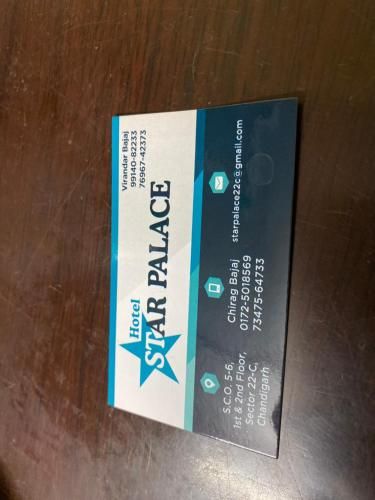 Virandar Bajaj
99140-82233
76967-42373
Hotel
STAR PALACE
S.C.O. 5-6,
1st & 2nd Floor,
Sector 22-C,
Chandigarh
Chirag Bajaj
0172-5018569
73475-64733
starpalace22c@gmail.com